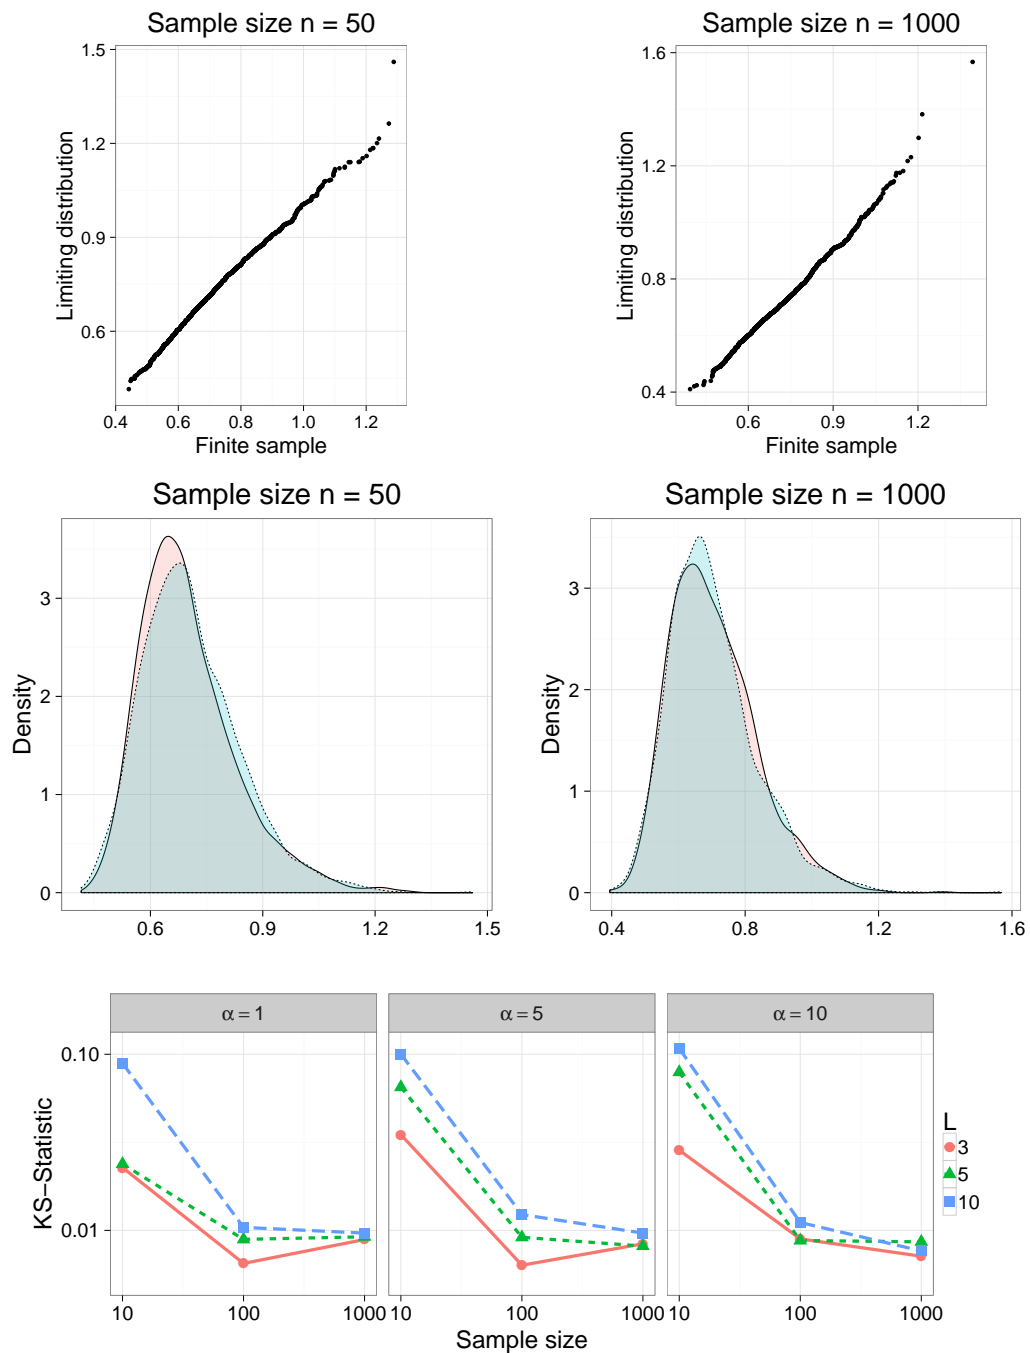 Sample size n = 50
Sample size n = 1000
Limiting distribution
1.5
1.2
0.9
0.6
0.4
0.6
0.8
1.0
1.2
Finite sample
Limiting distribution
1.6
1.2
0.8
0.4
0.6
0.9
1.2
Finite sample
Sample size n = 50
Sample size n = 1000
Density
3
2
1
0
0.6
0.9
1.2
1.5
Density
3
2
1
0
0.4
0.8
1.2
1.6
α = 1
α = 5
α = 10
KS−Statistic
0.10
0.01
10
100
1000
10
100
1000
10
100
1000
Sample size
L
3
5
10